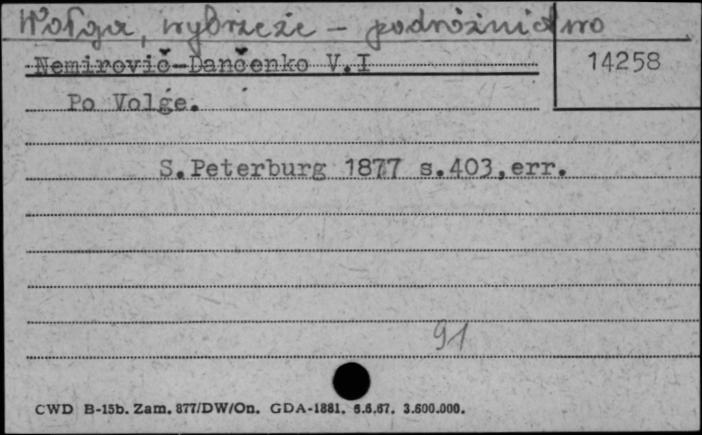 Wołga, wybrzeże - podróżnictwo
Nemirovič-Dančenko V.I
14258
Po Volge.
S.Peterburg 1877 s.403,err.
91
CWD B-15b. Zam. 877/DW/On. GDA-1881. 6.6.67. 3.600.000.